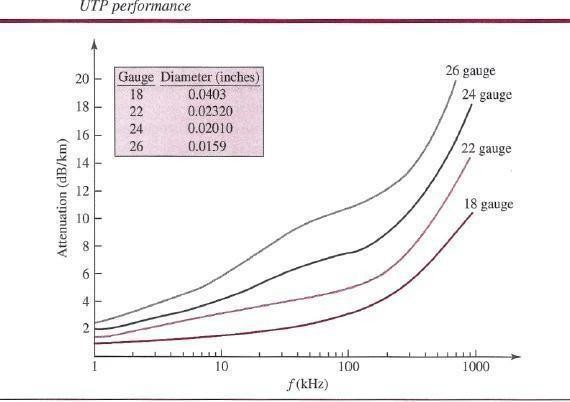 UTP performance
Gauge Diameter (inches)
18 0.0403
22 0.02320
24 0.02010
26 0.0159
26 gauge
24 gauge
22 gauge
18 gauge
Attenuation (dB/km)
20
18
16
14
12
10
8
6
4
2
1 10 100 1000
f (kHz)